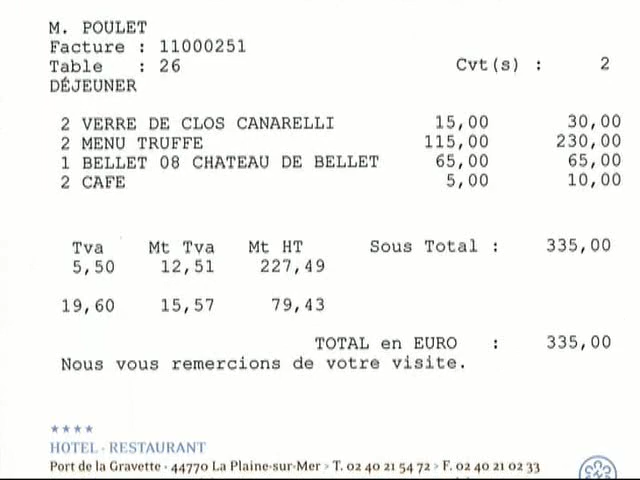 M. POULET
Facture : 11000251
Table : 26 Cvt(s) : 2
DÉJEUNER
2 VERRE DE CLOS CANARELLI 15,00 30,00
2 MENU TRUFFE 115,00 230,00
1 BELLET 08 CHATEAU DE BELLET 65,00 65,00
2 CAFE 5,00 10,00
Tva Mt Tva Mt HT Sous Total : 335,00
5,50 12,51 227,49
19,60 15,57 79,43
TOTAL en EURO : 335,00
Nous vous remercions de votre visite.
★★★★
HOTEL - RESTAURANT
Port de la Gravette · 44770 La Plaine-sur-Mer > T. 02 40 21 54 72 > F. 02 40 21 02 33